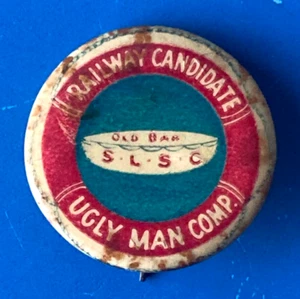 RAILWAY CANDIDATE
OLD BAR
S·L·S·C
UGLY MAN COMP.